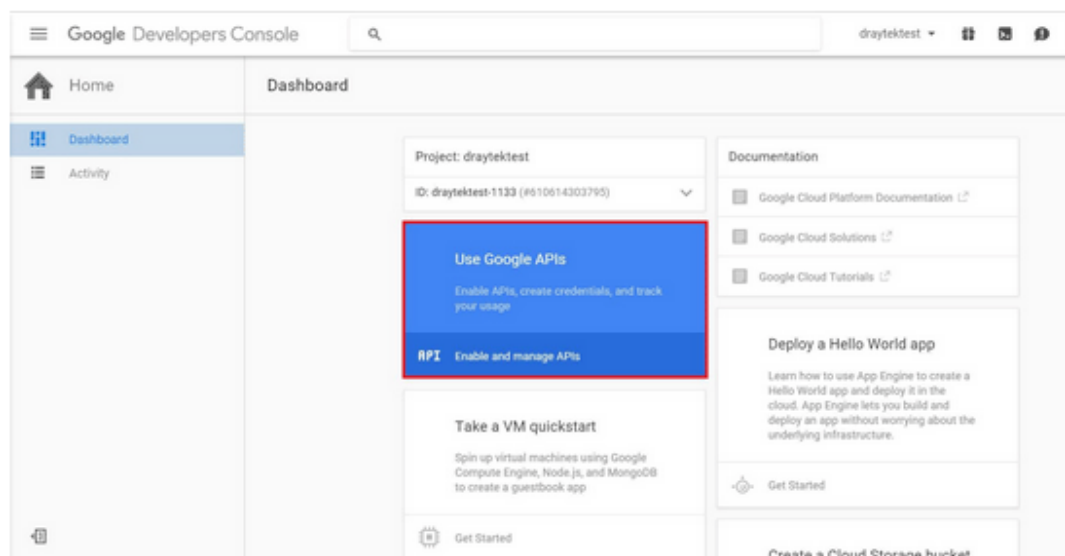 Google Developers Console
draytektest
Home
Dashboard
Dashboard
Activity
Project: draytektest
ID: draytektest-1133 (#610614303795)
Use Google APIs
Enable APIs, create credentials, and track
your usage
API Enable and manage APIs
Take a VM quickstart
Spin up virtual machines using Google
Compute Engine, Node.js, and MongoDB
to create a guestbook app
Get Started
Documentation
Google Cloud Platform Documentation
Google Cloud Solutions
Google Cloud Tutorials
Deploy a Hello World app
Learn how to use App Engine to create a
Hello World app and deploy it in the
cloud. App Engine lets you build and
deploy an app without worrying about the
underlying infrastructure.
Get Started
Create a Cloud Storage bucket